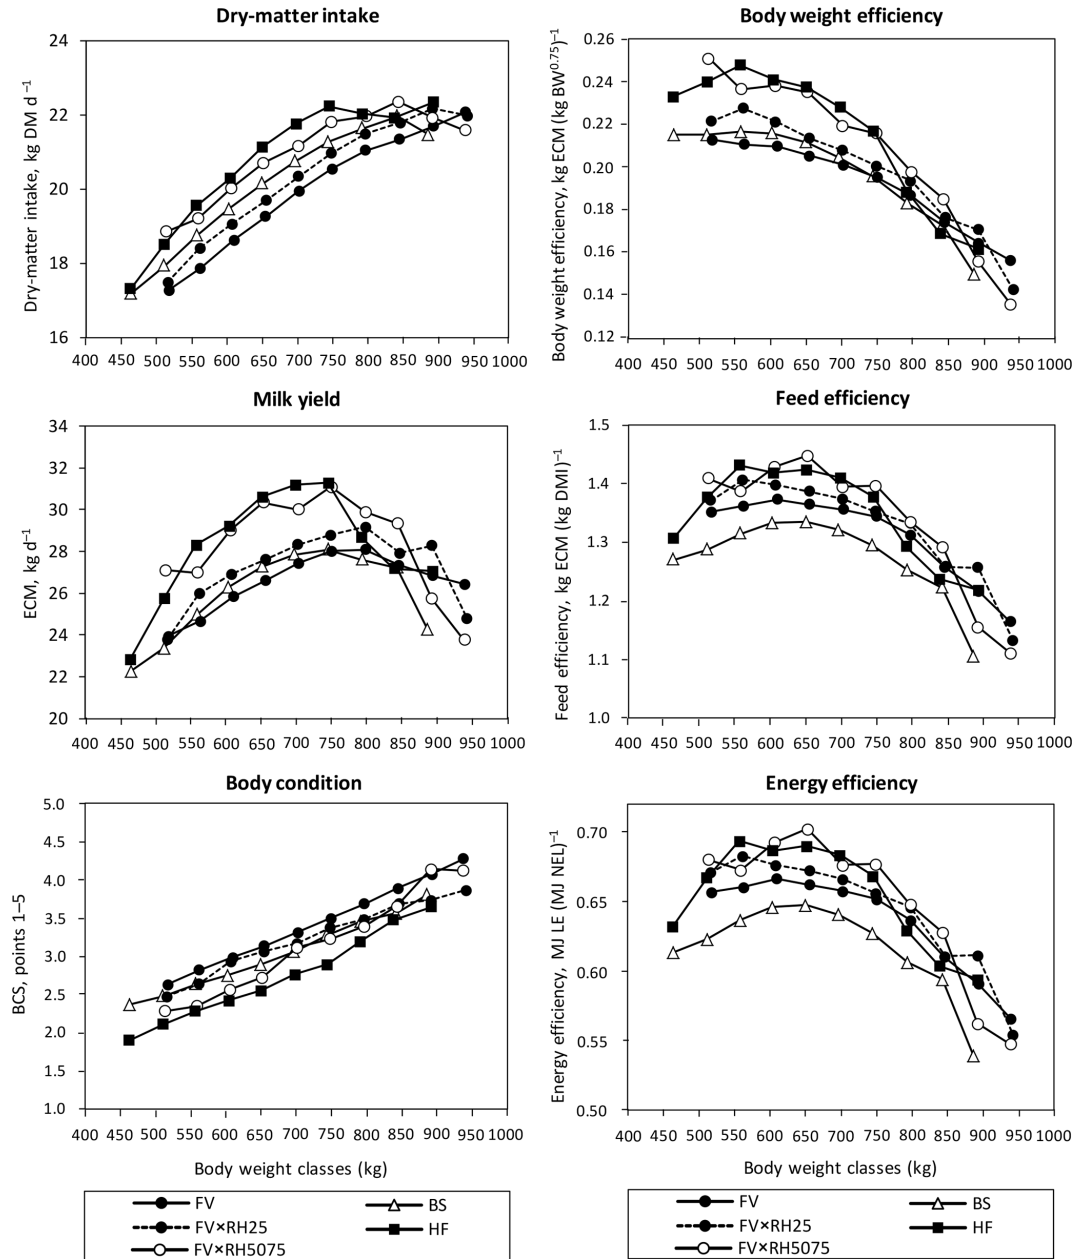 Dry-matter intake
Dry-matter intake, kg DM d⁻¹
24
22
20
18
16
400 450 500 550 600 650 700 750 800 850 900 950 1000
Body weight efficiency
Body weight efficiency, kg ECM (kg BW⁰·⁷⁵)⁻¹
0.26
0.24
0.22
0.20
0.18
0.16
0.14
0.12
400 450 500 550 600 650 700 750 800 850 900 950 1000
Milk yield
ECM, kg d⁻¹
34
32
30
28
26
24
22
20
400 450 500 550 600 650 700 750 800 850 900 950 1000
Feed efficiency
Feed efficiency, kg ECM (kg DMI)⁻¹
1.5
1.4
1.3
1.2
1.1
1.0
400 450 500 550 600 650 700 750 800 850 900 950 1000
Body condition
BCS, points 1–5
5.0
4.5
4.0
3.5
3.0
2.5
2.0
1.5
1.0
400 450 500 550 600 650 700 750 800 850 900 950 1000
Body weight classes (kg)
Energy efficiency
Energy efficiency, MJ LE (MJ NEL)⁻¹
0.70
0.65
0.60
0.55
0.50
400 450 500 550 600 650 700 750 800 850 900 950 1000
Body weight classes (kg)
FV
BS
FV×RH25
HF
FV×RH5075
FV
BS
FV×RH25
HF
FV×RH5075